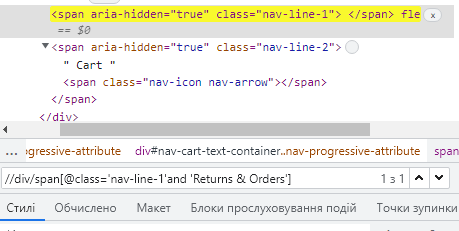 <span aria-hidden="true" class="nav-line-1"> </span> fle x
== $0
<span aria-hidden="true" class="nav-line-2">
" Cart "
<span class="nav-icon nav-arrow"></span>
</span>
</div>
... ogressive-attribute div#nav-cart-text-container...nav-progressive-attribute span
//div/span[@class='nav-line-1'and 'Returns & Orders'] 1 з 1
Стилі Обчислено Макет Блоки прослуховування подій Точки зупинки